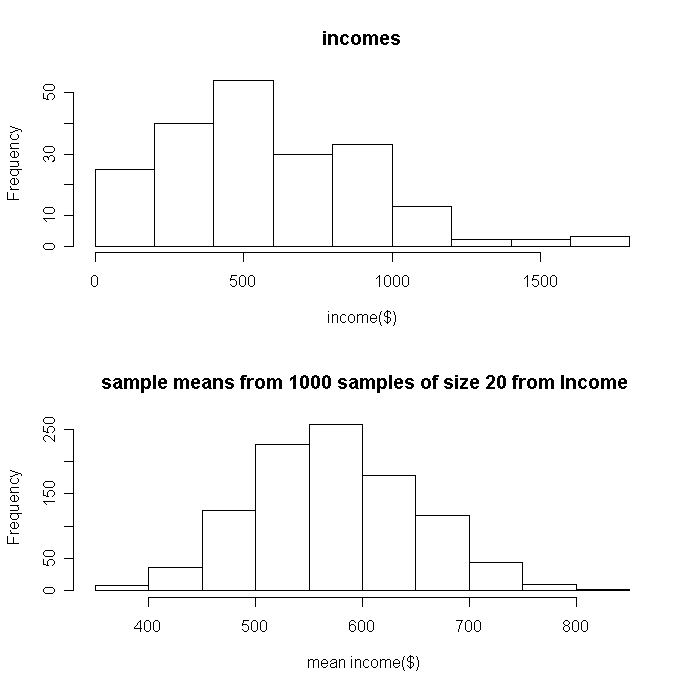 incomes
Frequency
50
30
10
0
0
500
1000
1500
income($)
sample means from 1000 samples of size 20 from Income
Frequency
250
150
50
0
400
500
600
700
800
mean income($)